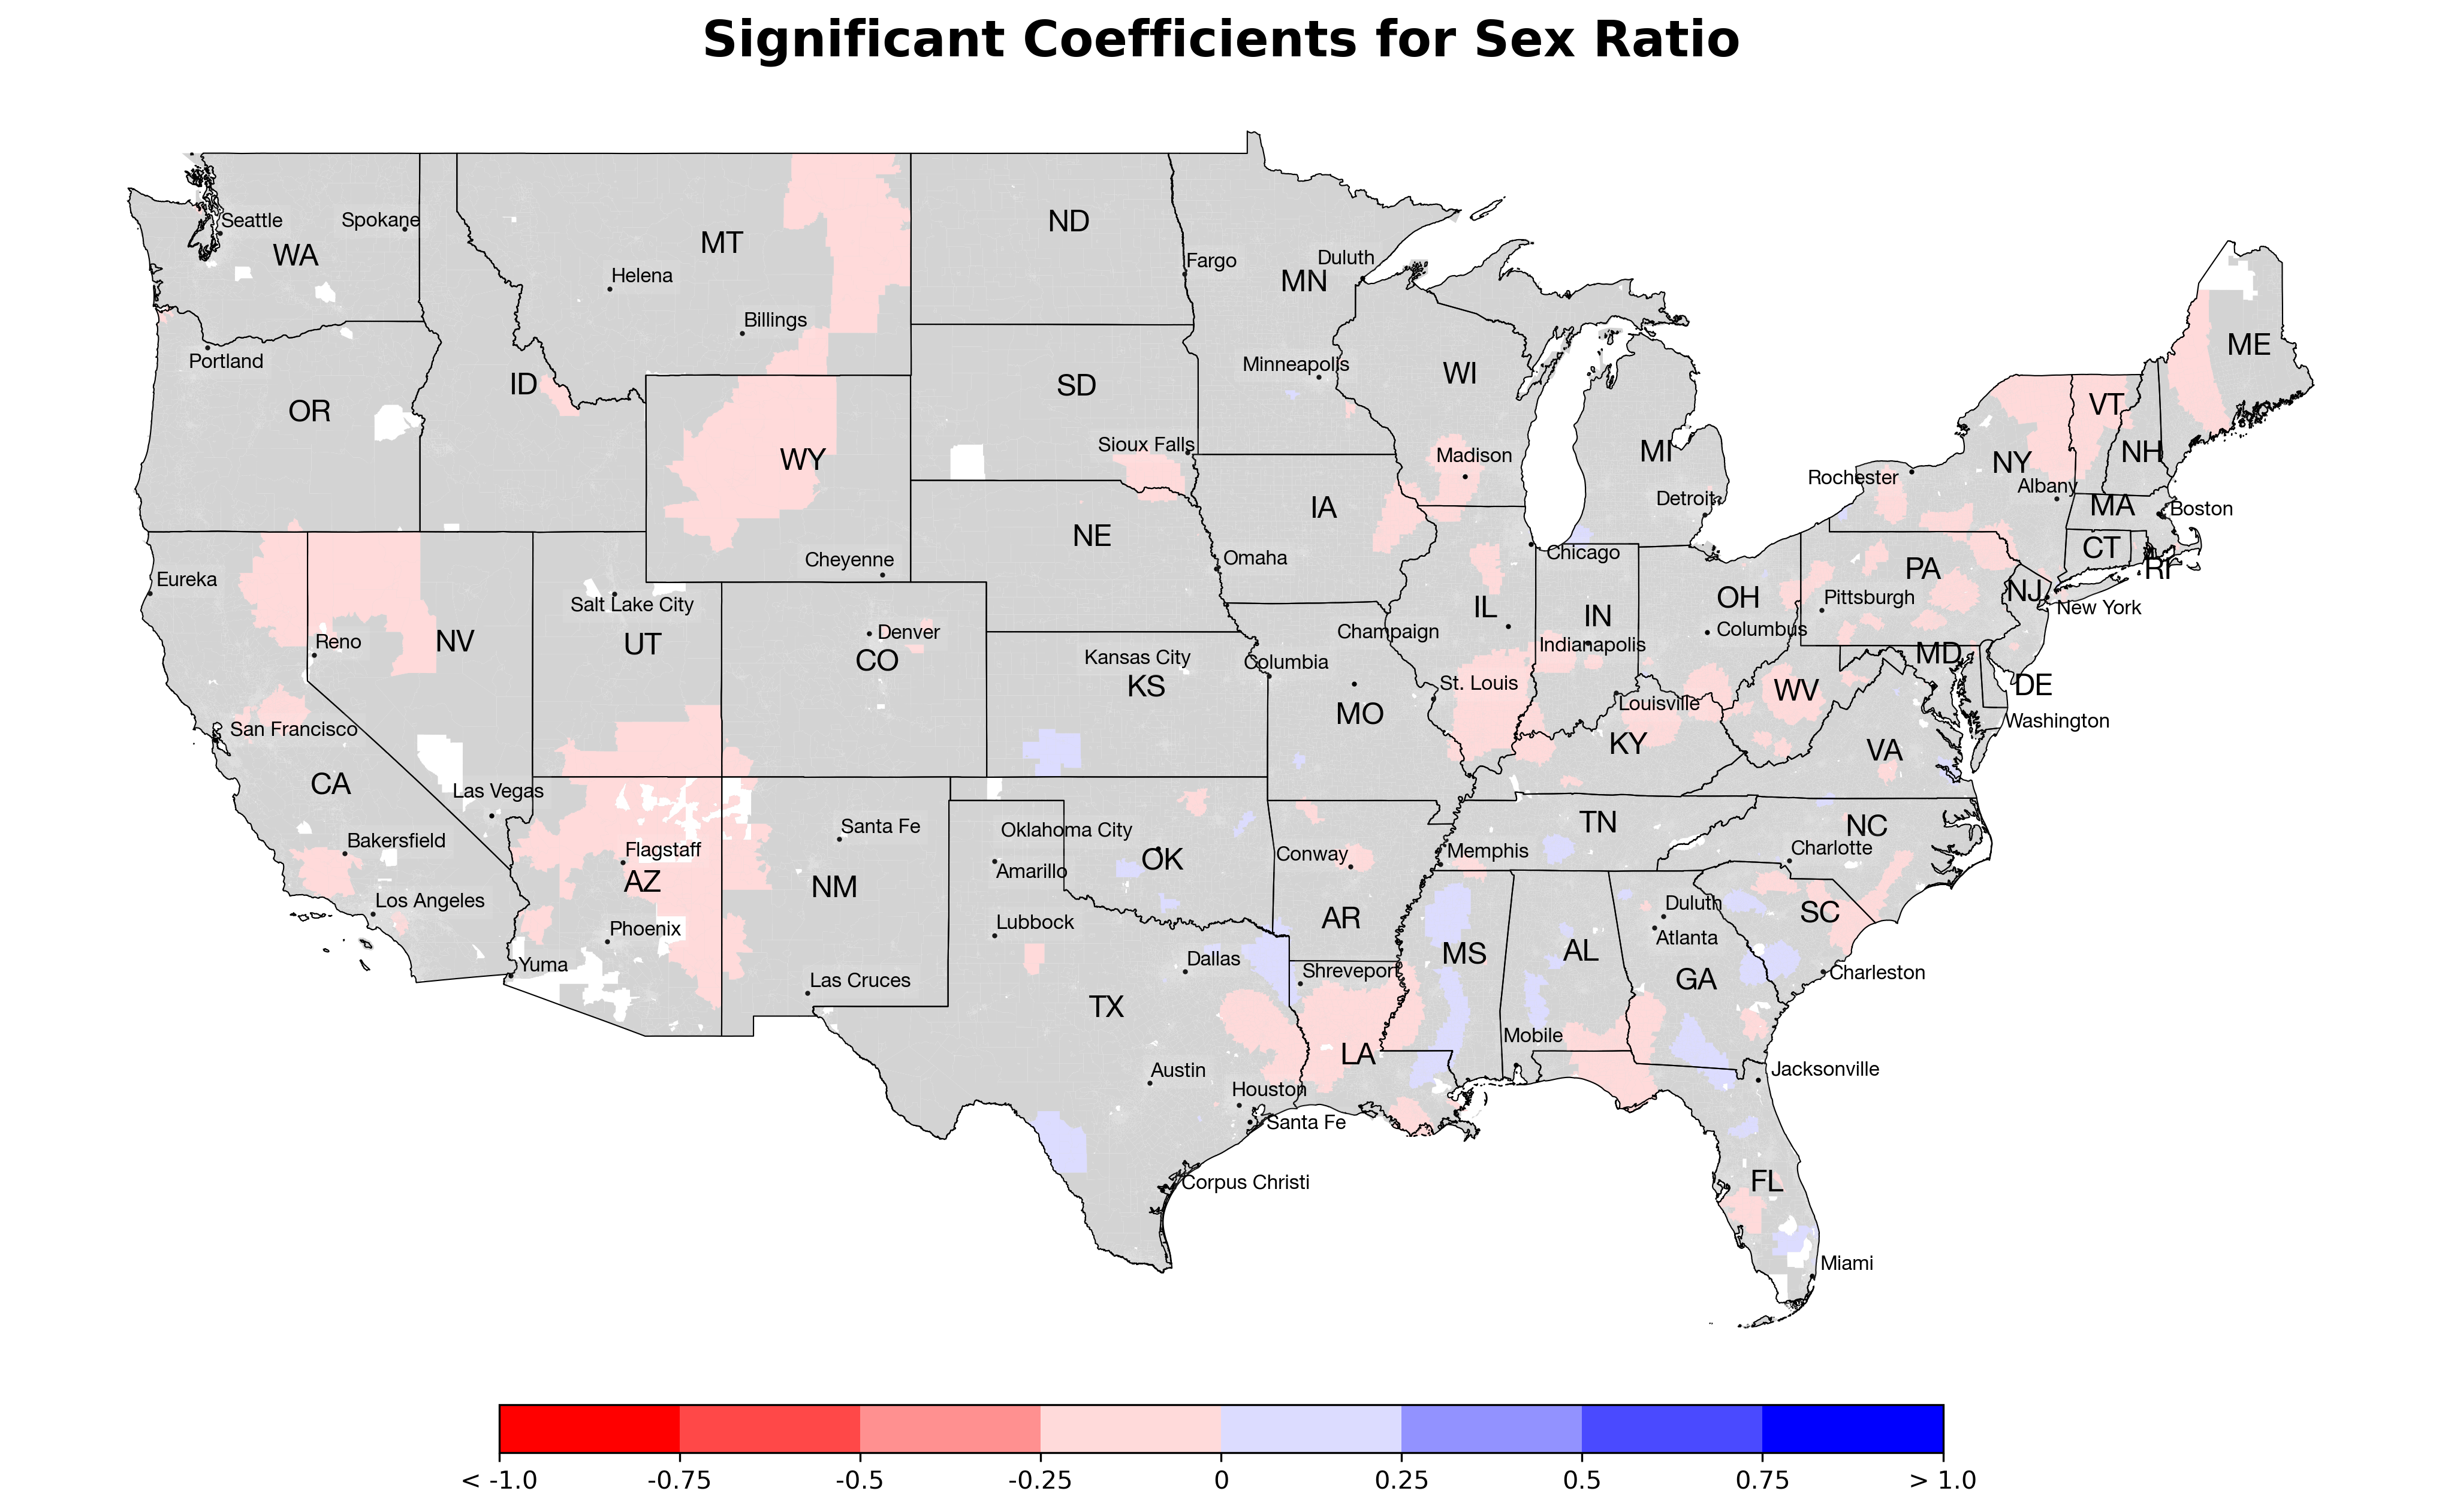 Significant Coefficients for Sex Ratio
Seattle
Spokane
WA
MT
ND
Fargo
Duluth
MN
Helena
Billings
Portland
ID
OR
SD
Minneapolis
WI
ME
VT
WY
Sioux Falls
Madison
MI
NY
NH
Rochester
Albany
Detroit
MA
Boston
IA
NE
CT
RI
Chicago
Omaha
Cheyenne
Eureka
PA
NJ
New York
Salt Lake City
IL
IN
OH
Pittsburgh
Reno
NV
UT
Denver
CO
Champaign
Indianapolis
Columbus
MD
Kansas City
KS
Columbia
St. Louis
WV
DE
San Francisco
MO
Louisville
Washington
KY
VA
CA
Las Vegas
Santa Fe
Oklahoma City
TN
NC
Bakersfield
Flagstaff
Amarillo
OK
Conway
Memphis
Charlotte
AZ
NM
Los Angeles
Phoenix
Lubbock
AR
Duluth
SC
Atlanta
Yuma
Las Cruces
Dallas
Shreveport
MS
AL
GA
Charleston
TX
LA
Mobile
Austin
Houston
Jacksonville
Santa Fe
Corpus Christi
FL
Miami
< -1.0
-0.75
-0.5
-0.25
0
0.25
0.5
0.75
> 1.0